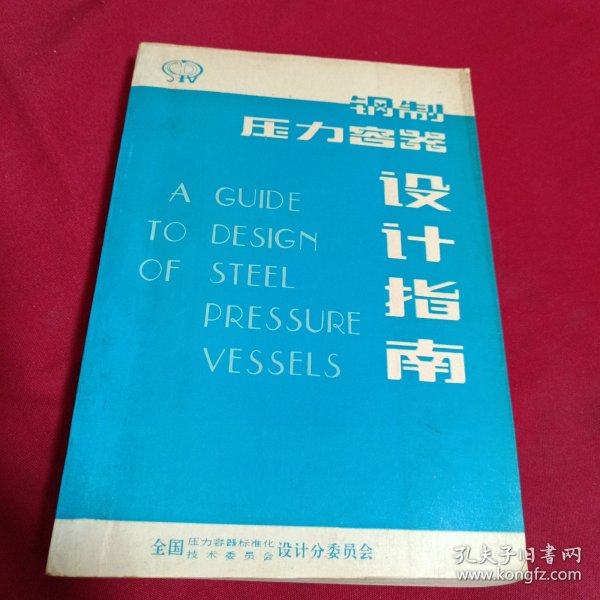 钢制
压力容器
设计指南
A GUIDE
TO DESIGN
OF STEEL
PRESSURE
VESSELS
全国压力容器标准化技术委员会设计分委员会
孔夫子旧书网
www.kongfz.com